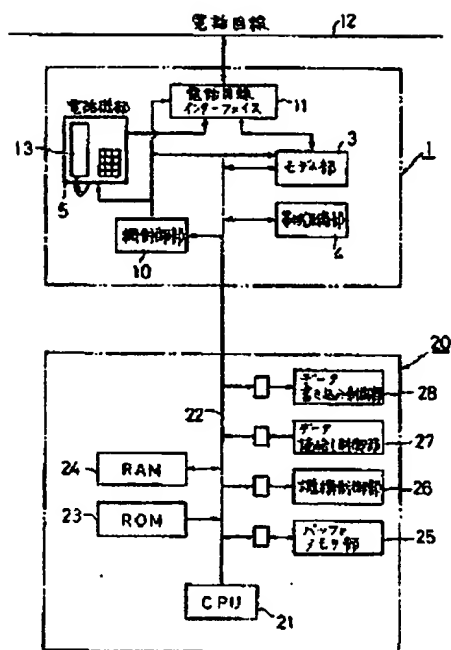 電話回線
12
電話回線
インターフェイス
11
電話機部
13
5
3
モデム部
1
網制御部
10
4
20
データ
書き込み制御部
28
22
データ
読出し制御部
27
24
RAM
26
23
ROM
バッファ
メモリ部
25
CPU
21